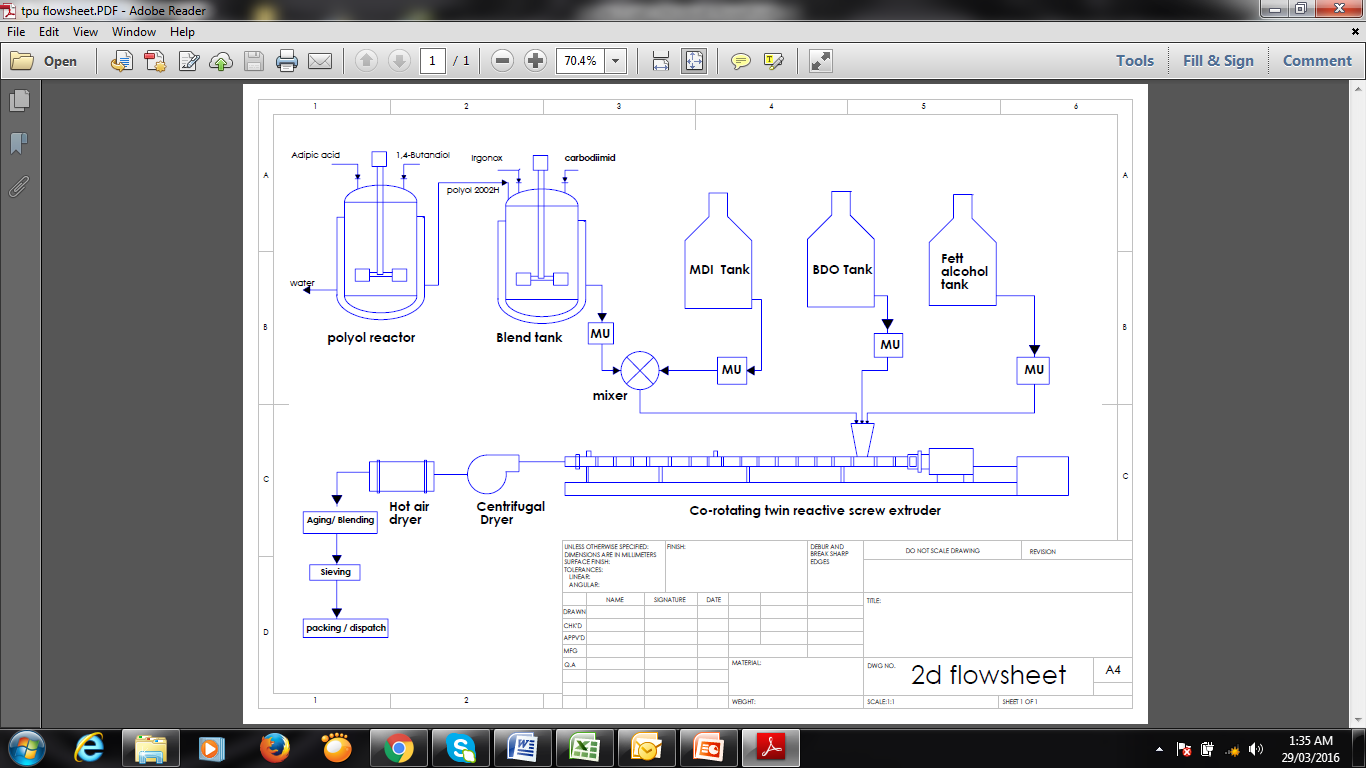 tpu flowsheet.PDF - Adobe Reader
File Edit View Window Help
Open
1
/ 1
70.4%
Tools
Fill & Sign
Comment
1 2 3 4 5 6
A
A
Adipic acid
1,4-Butandiol
Irgonox
carbodiimid
polyol 2002H
MDI Tank
BDO Tank
Fett
alcohol
tank
water
B
B
polyol reactor
Blend tank
MU
MU
MU
MU
mixer
C
C
Hot air
dryer
Centrifugal
Dryer
Co-rotating twin reactive screw extruder
Aging/ Blending
Sieving
packing / dispatch
D
UNLESS OTHERWISE SPECIFIED:
DIMENSIONS ARE IN MILLIMETERS
SURFACE FINISH:
TOLERANCES:
LINEAR:
ANGULAR:
FINISH:
DEBUR AND
BREAK SHARP
EDGES
DO NOT SCALE DRAWING
REVISION
NAME
SIGNATURE
DATE
TITLE:
DRAWN
CHK'D
APPV'D
MFG
Q.A
MATERIAL:
DWG NO.
2d flowsheet
A4
WEIGHT:
SCALE:1:1
SHEET 1 OF 1
1 2
1:35 AM
29/03/2016